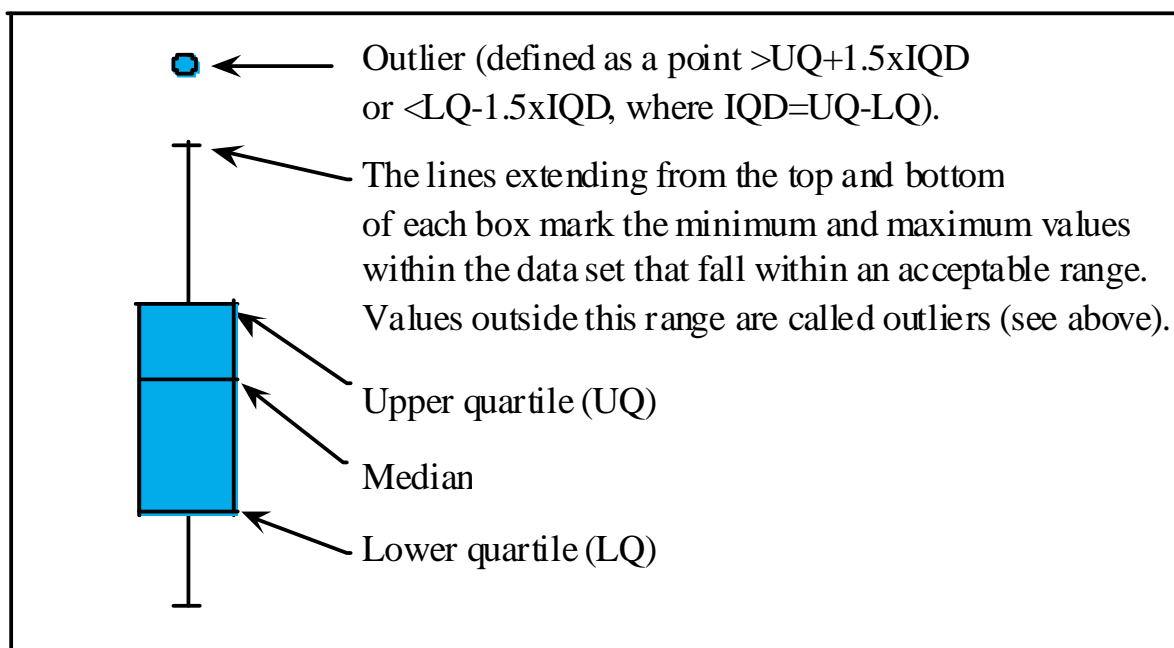 Outlier (defined as a point >UQ+1.5xIQD
or <LQ-1.5xIQD, where IQD=UQ-LQ).
The lines extending from the top and bottom
of each box mark the minimum and maximum values
within the data set that fall within an acceptable range.
Values outside this range are called outliers (see above).
Upper quartile (UQ)
Median
Lower quartile (LQ)